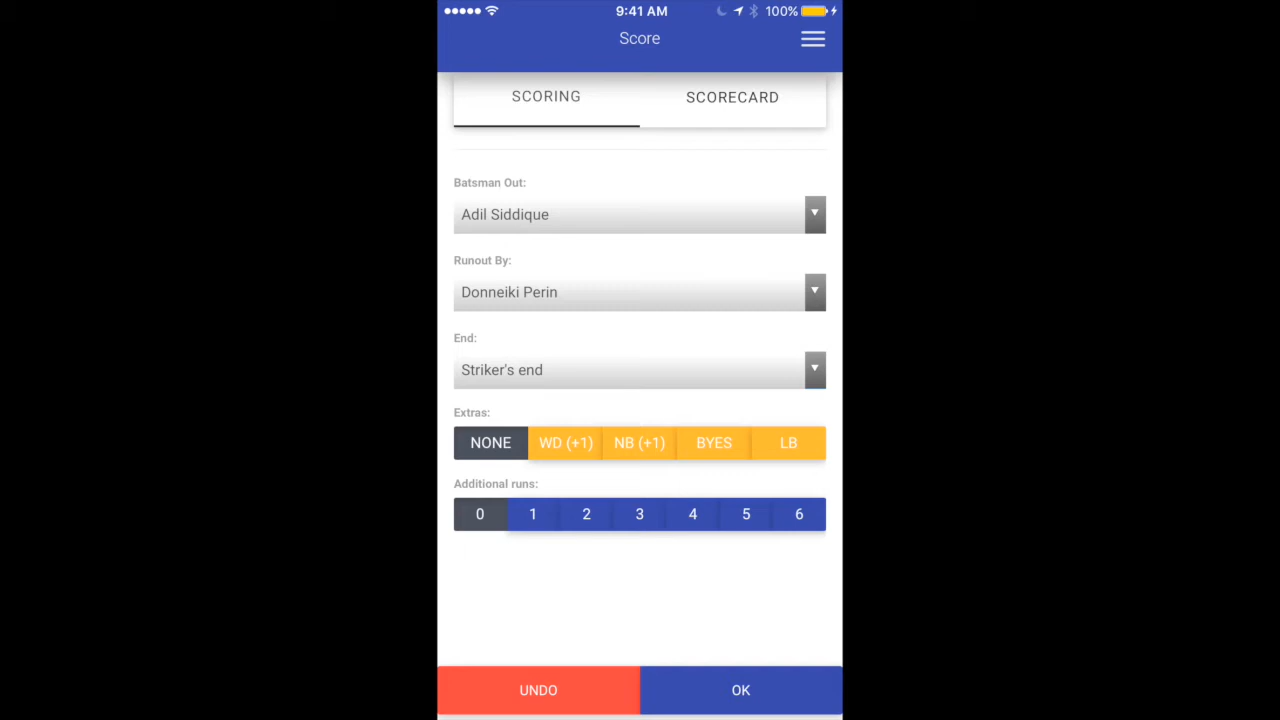 9:41 AM 100%
Score
SCORING SCORECARD
Batsman Out:
Adil Siddique
Runout By:
Donneiki Perin
End:
Striker's end
Extras:
NONE WD (+1) NB (+1) BYES LB
Additional runs:
0 1 2 3 4 5 6
UNDO OK